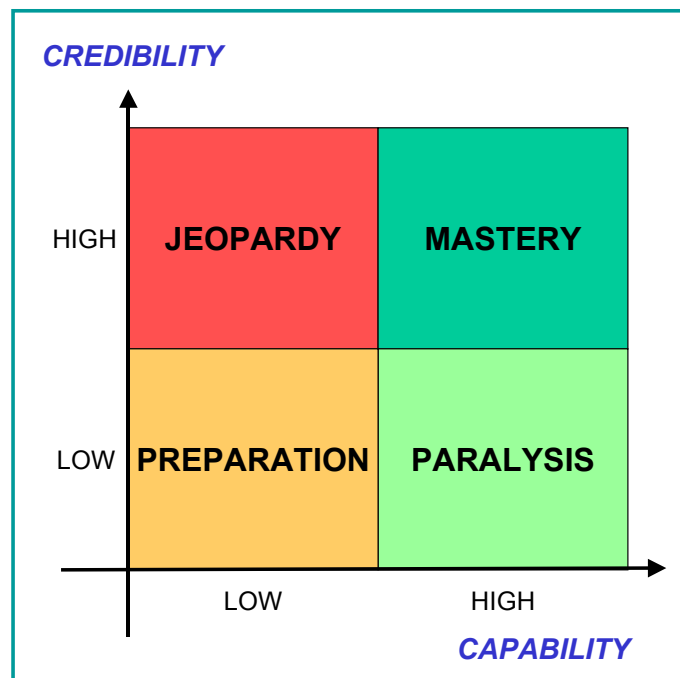 CREDIBILITY
HIGH
JEOPARDY
MASTERY
LOW
PREPARATION
PARALYSIS
LOW
HIGH
CAPABILITY